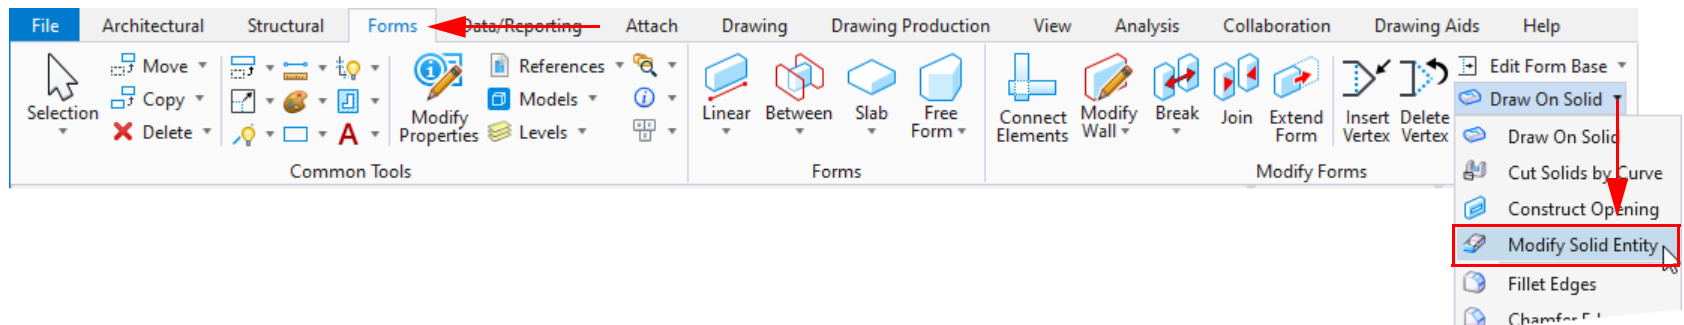 File Architectural Structural Forms Data/Reporting Attach Drawing Drawing Production View Analysis Collaboration Drawing Aids Help
Selection
Move
Copy
Delete
Modify
Properties
References
Models
Levels
Common Tools
Linear
Between
Slab
Free
Form
Forms
Connect
Elements
Modify
Wall
Break
Join
Extend
Form
Insert
Vertex
Delete
Vertex
Edit Form Base
Draw On Solid
Modify Forms
Draw On Solid
Cut Solids by Curve
Construct Opening
Modify Solid Entity
Fillet Edges
Chamfer